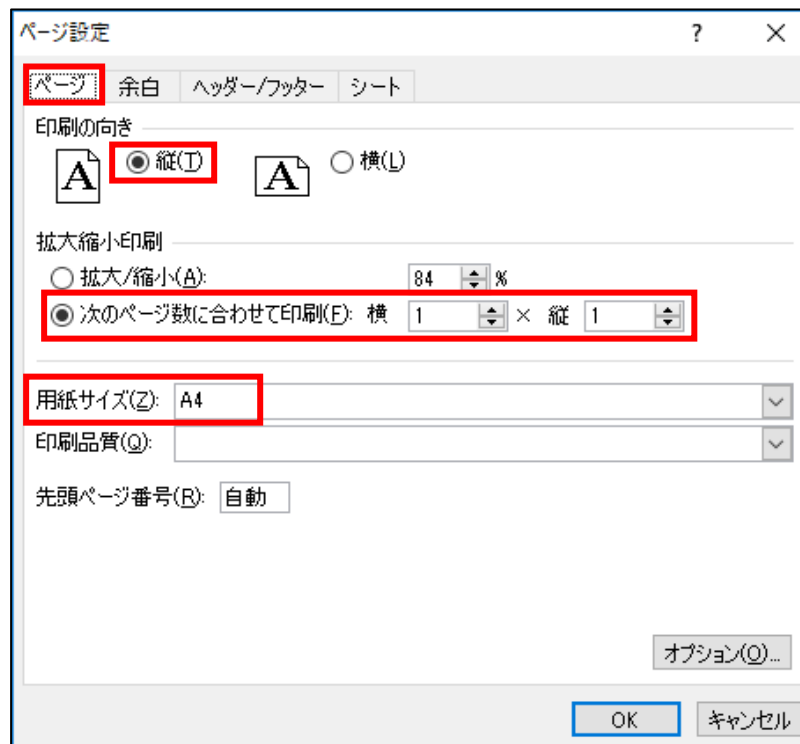 ページ設定 ? ×
ページ 余白 ヘッダー/フッター シート
印刷の向き
A 縦(T) A 横(L)
拡大縮小印刷
拡大/縮小(A): 84 %
次のページ数に合わせて印刷(F): 横 1 × 縦 1
用紙サイズ(Z): A4
印刷品質(Q):
先頭ページ番号(R): 自動
オプション(O)...
OK キャンセル